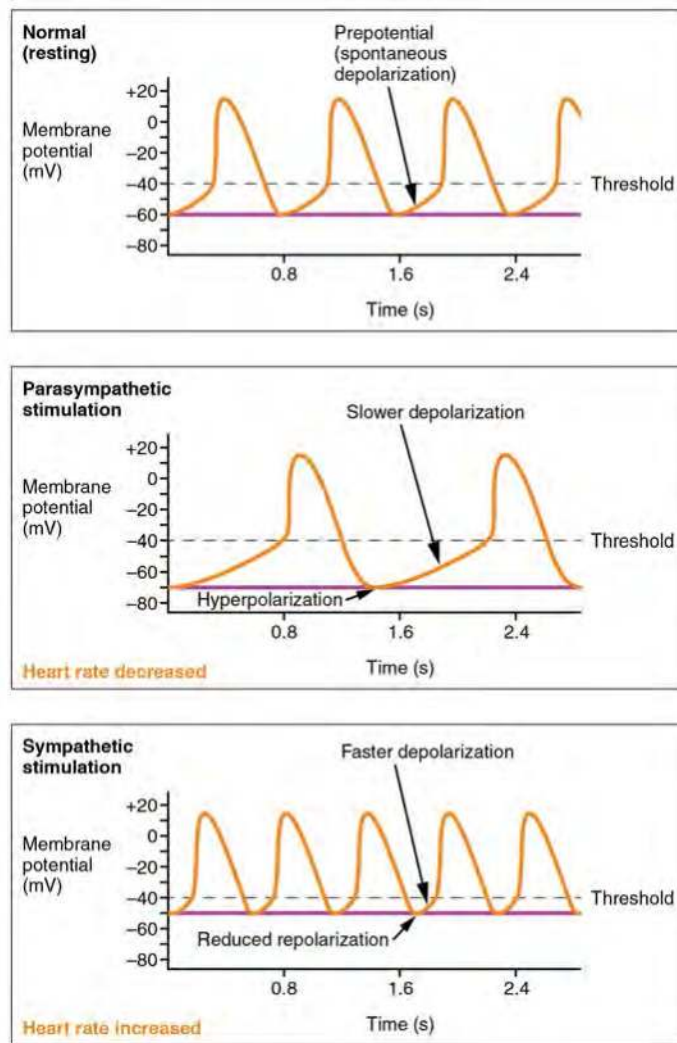 Normal
(resting)
Prepotential
(spontaneous
depolarization)
Membrane
potential
(mV)
+20
0
−20
−40
−60
−80
Threshold
0.8
1.6
2.4
Time (s)
Parasympathetic
stimulation
Slower depolarization
Membrane
potential
(mV)
+20
0
−20
−40
−60
−80
Threshold
Hyperpolarization
0.8
1.6
2.4
Heart rate decreased
Time (s)
Sympathetic
stimulation
Faster depolarization
Membrane
potential
(mV)
+20
0
−20
−40
−60
−80
Threshold
Reduced repolarization
0.8
1.6
2.4
Heart rate increased
Time (s)